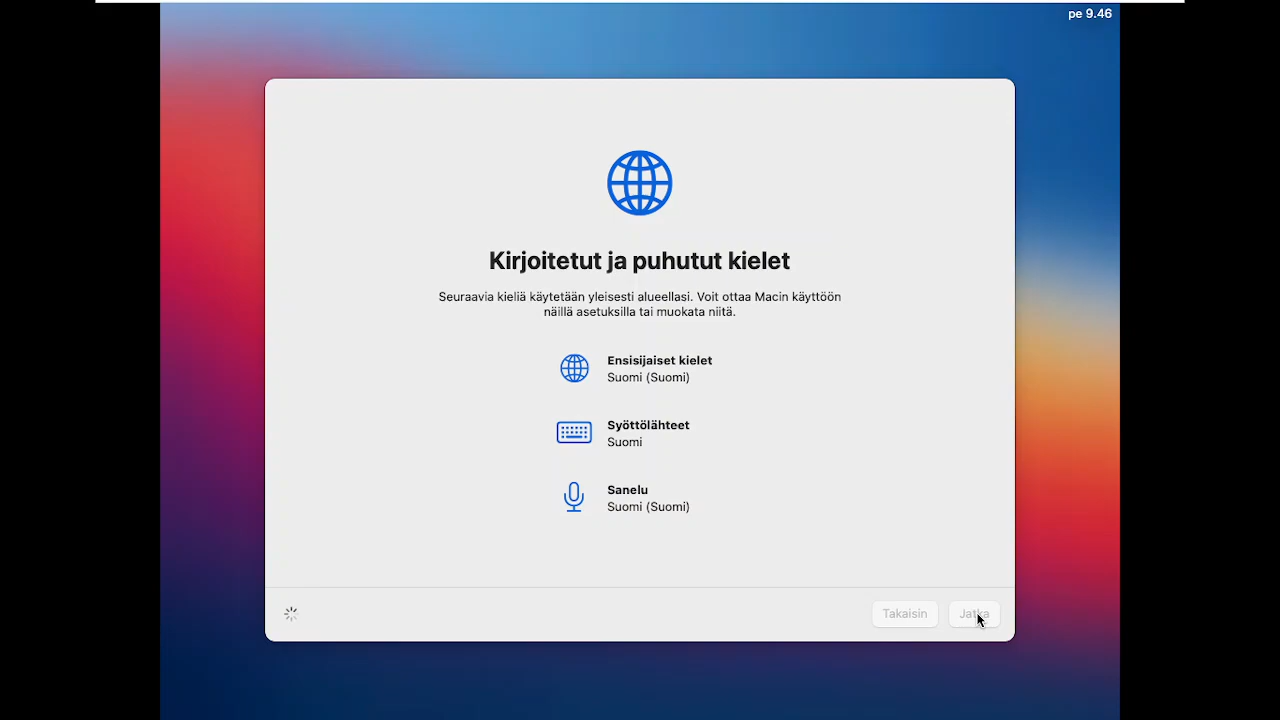 pe 9.46
Kirjoitetut ja puhutut kielet
Seuraavia kieliä käytetään yleisesti alueellasi. Voit ottaa Macin käyttöön
näillä asetuksilla tai muokata niitä.
Ensisijaiset kielet
Suomi (Suomi)
Syöttölähteet
Suomi
Sanelu
Suomi (Suomi)
Takaisin
Jatka